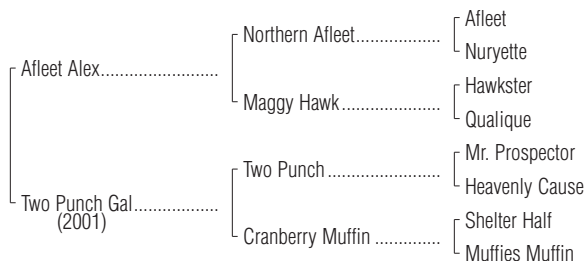 Afleet
Northern Afleet....................
Nuryette
Afleet Alex............................
Hawkster
Maggy Hawk .......................
Qualique
Mr. Prospector
Two Punch ..........................
Heavenly Cause
Two Punch Gal....................
(2001)
Shelter Half
Cranberry Muffin ...............
Muffies Muffin